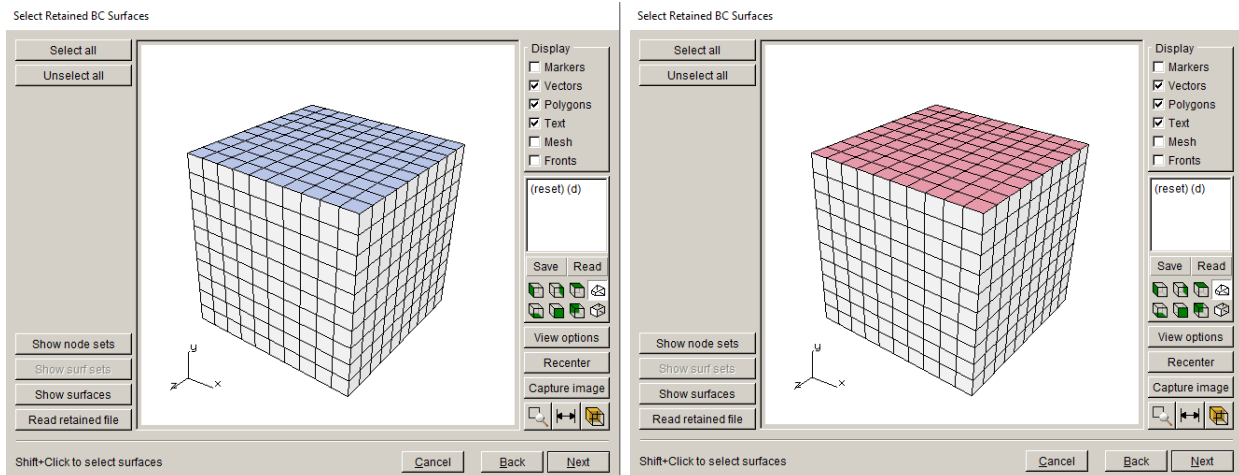 Select Retained BC Surfaces
Select all
Unselect all
Show node sets
Show surf sets
Show surfaces
Read retained file
y
z
x
Display
Markers
Vectors
Polygons
Text
Mesh
Fronts
(reset) (d)
Save Read
View options
Recenter
Capture image
Shift+Click to select surfaces
Cancel Back Next
Select Retained BC Surfaces
Select all
Unselect all
Show node sets
Show surf sets
Show surfaces
Read retained file
y
z
x
Display
Markers
Vectors
Polygons
Text
Mesh
Fronts
(reset) (d)
Save Read
View options
Recenter
Capture image
Shift+Click to select surfaces
Cancel Back Next